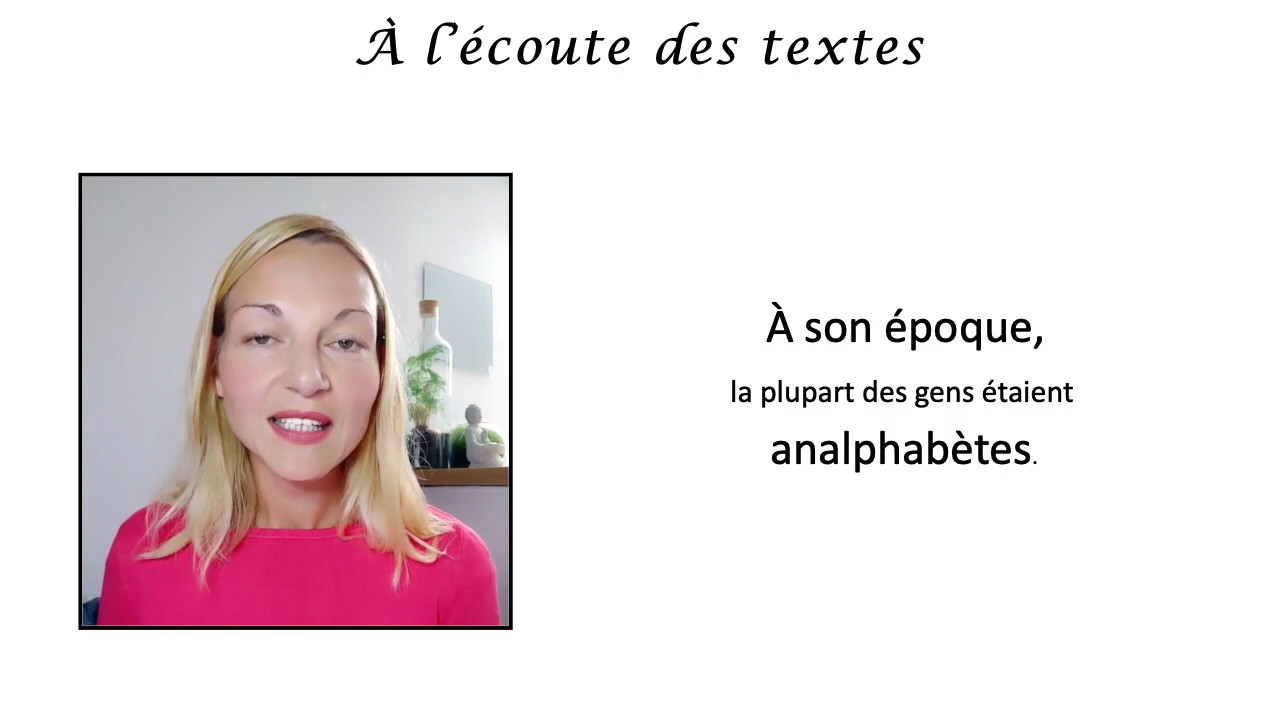 À l'écoute des textes
À son époque,
la plupart des gens étaient
analphabètes.